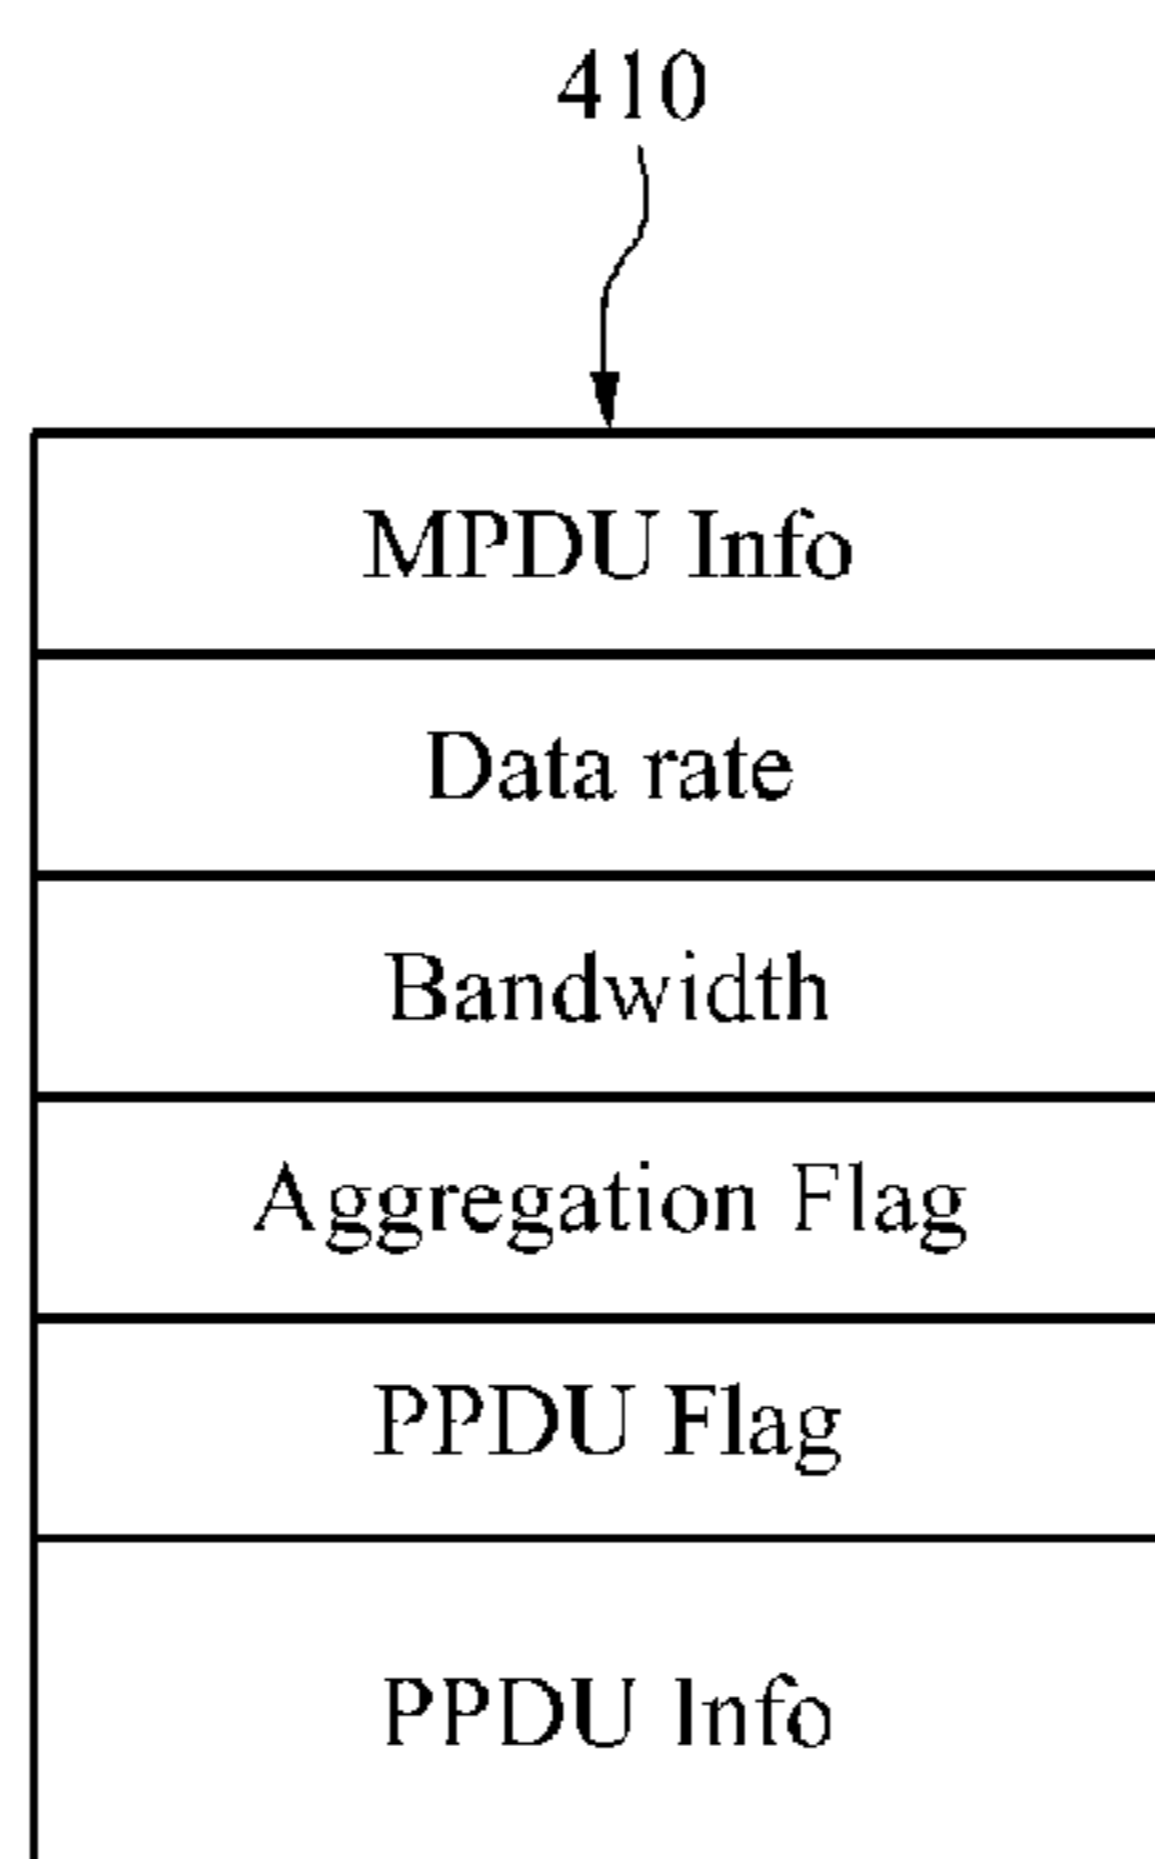 410
MPDU Info
Data rate
Bandwidth
Aggregation Flag
PPDU Flag
PPDU Info